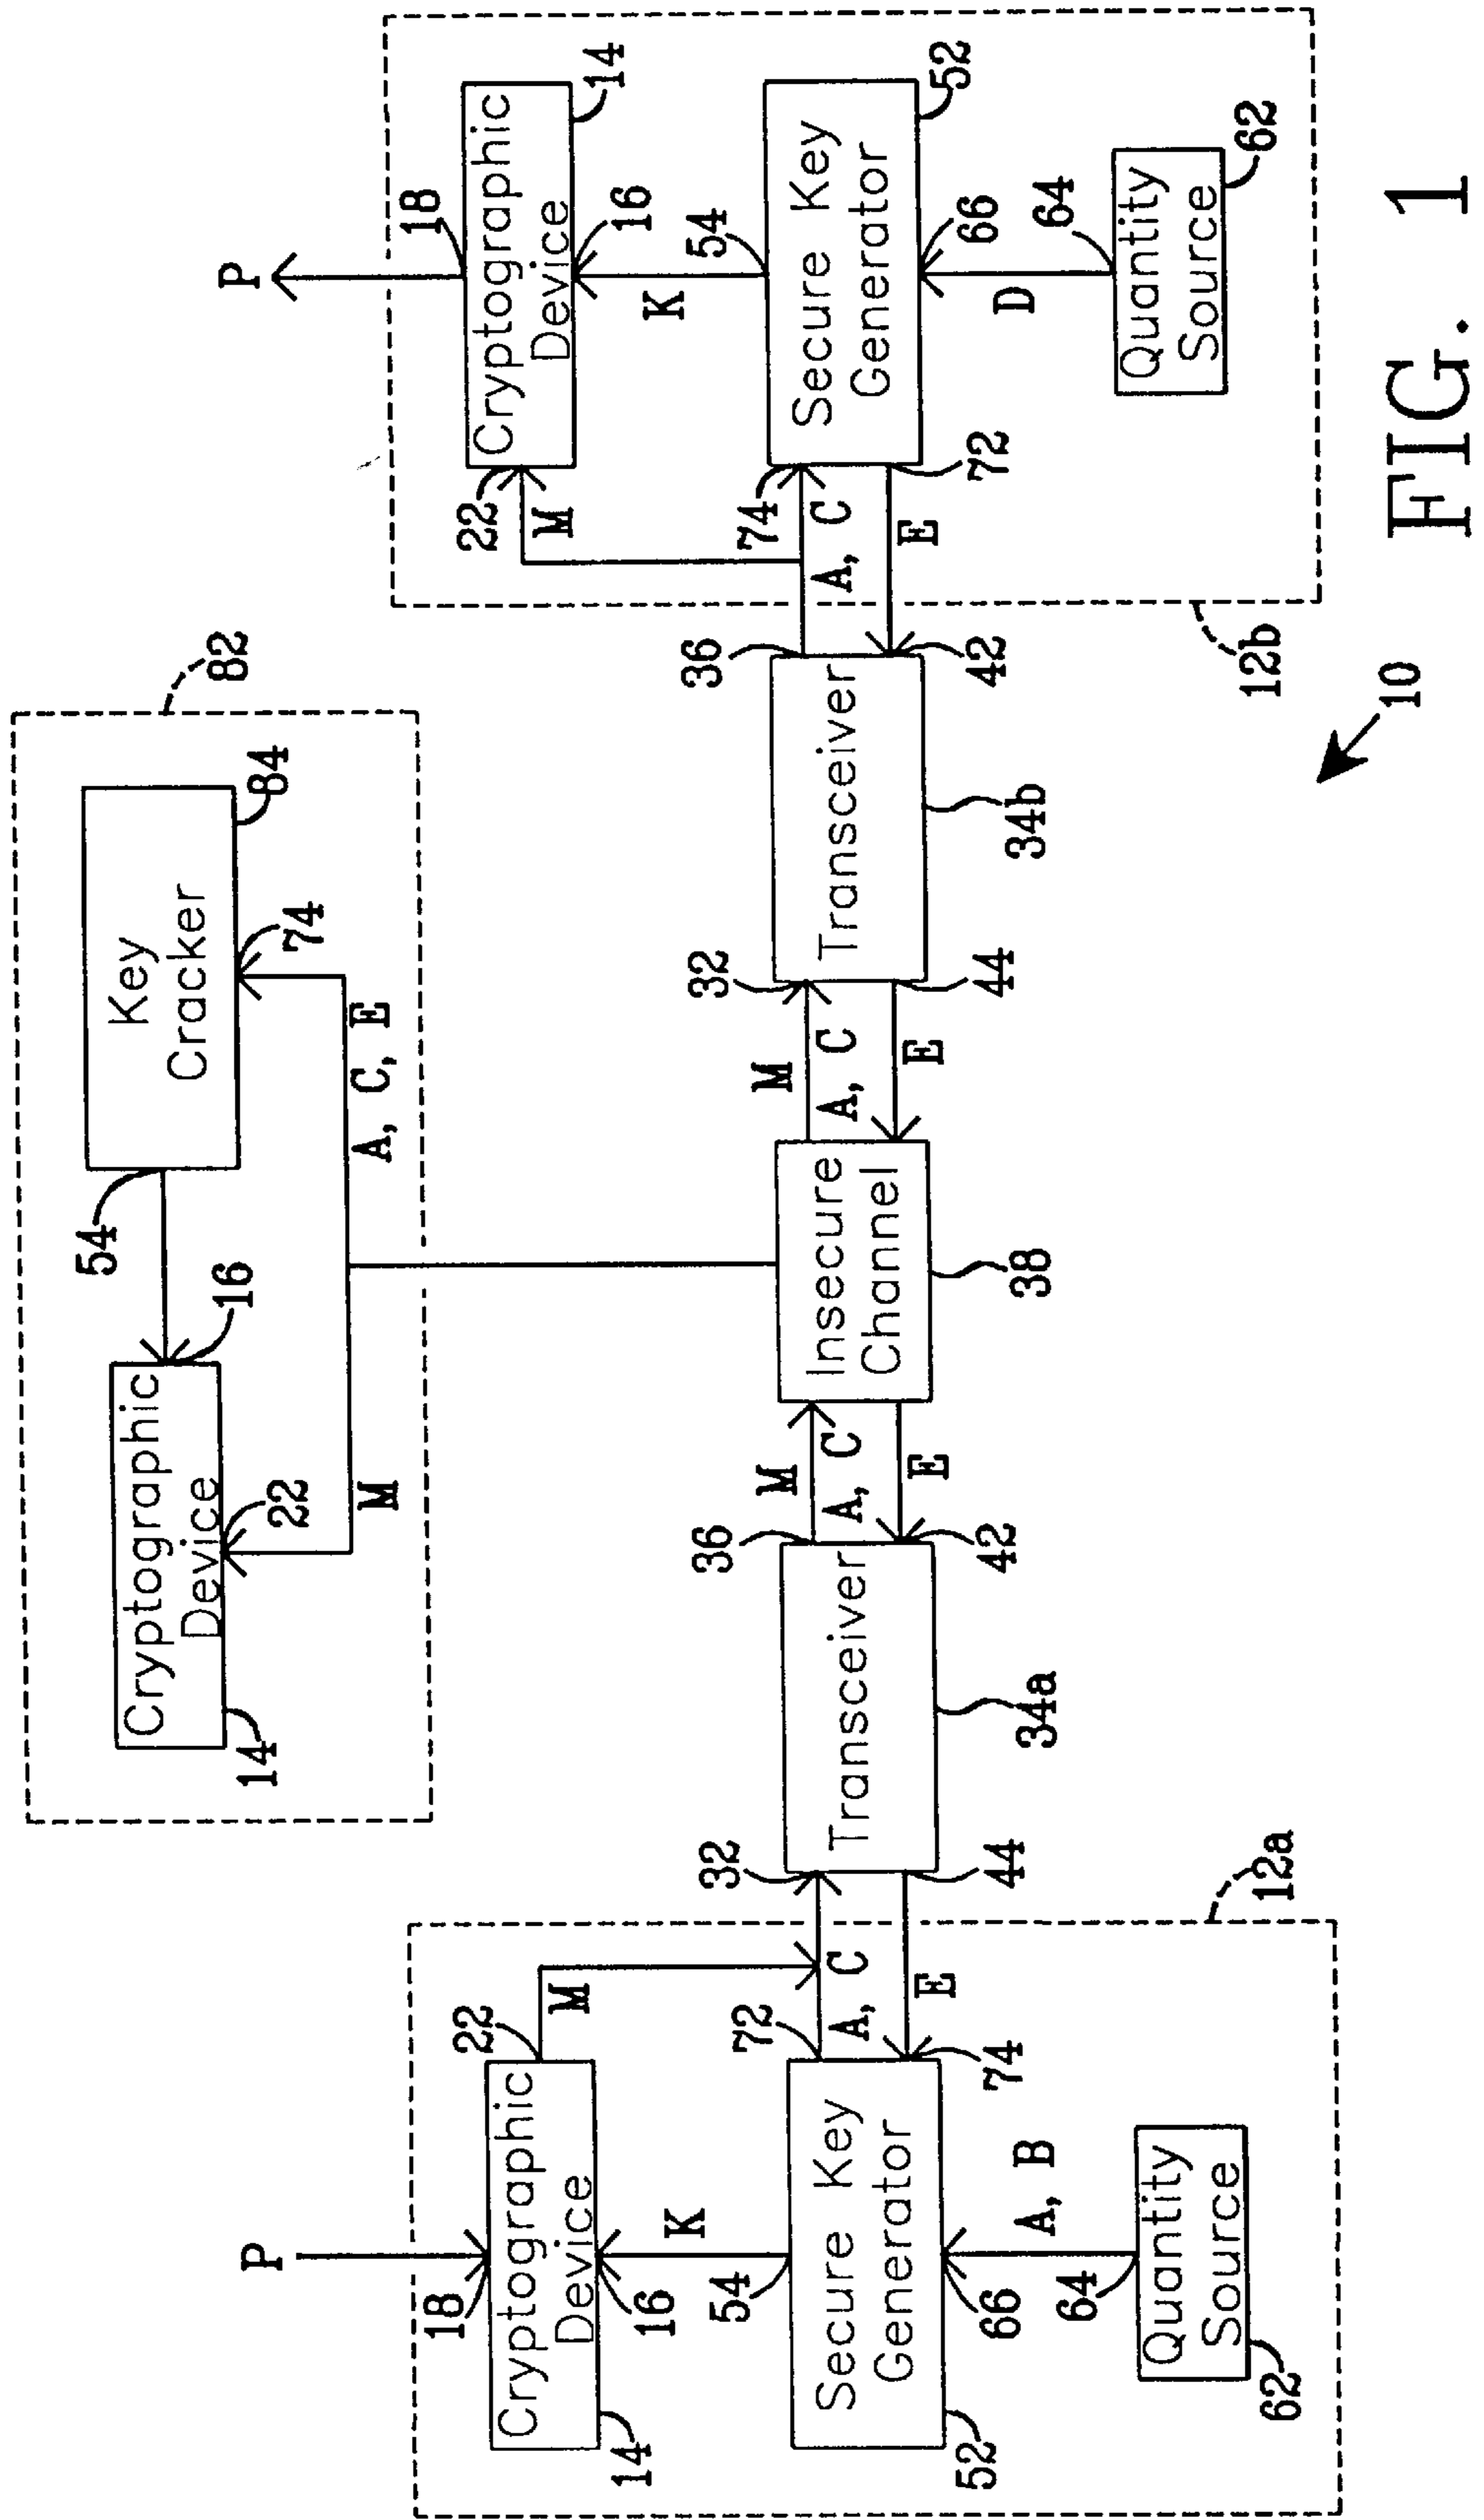 82
Key
Cracker
84
54
74
A, C, E
16
Cryptographic
Device
14
22
M
P
18
Cryptographic
Device
14
22
M
16
K
54
Secure Key
Generator
52
72
A, C
E
74
66
A, B
64
Quantity
Source
62
12a
32
Transceiver
34a
44
36
42
M
A, C
E
Insecure
Channel
38
M
A, C
E
32
Transceiver
34b
44
36
42
A, C
E
P
18
Cryptographic
Device
14
22
M
16
K
54
Secure Key
Generator
52
74
72
66
D
64
Quantity
Source
62
12b
10
FIG. 1